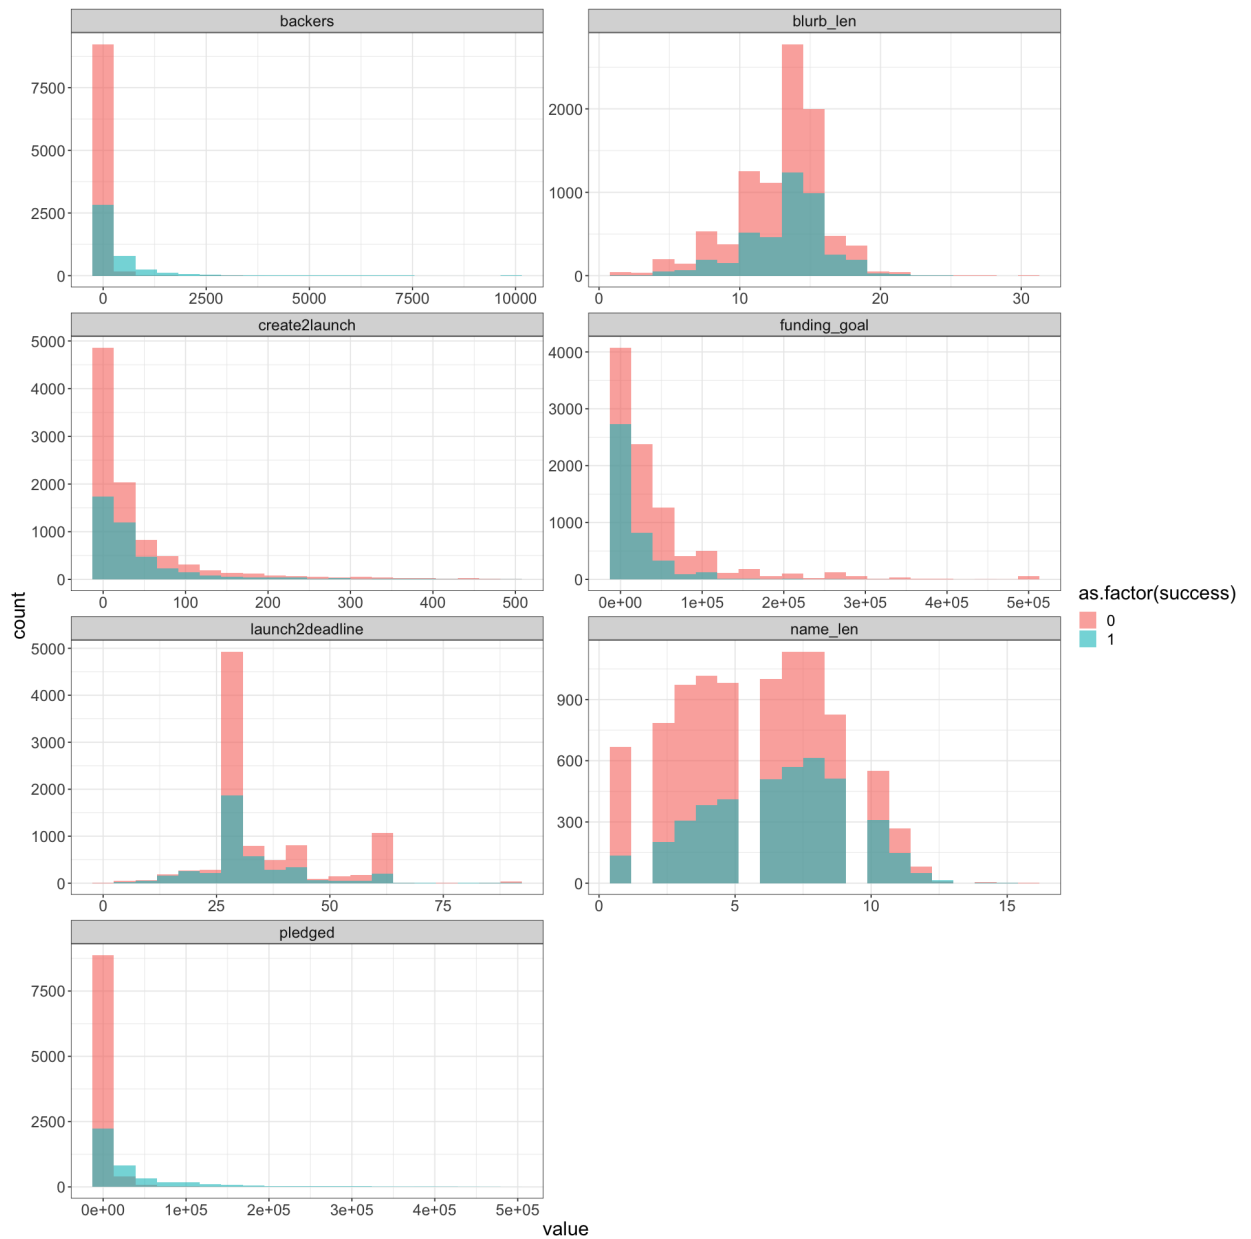 backers
7500
5000
2500
0
0 2500 5000 7500 10000
blurb_len
2000
1000
0
0 10 20 30
create2launch
5000
4000
3000
2000
1000
0
0 100 200 300 400 500
funding_goal
4000
3000
2000
1000
0
0e+00 1e+05 2e+05 3e+05 4e+05 5e+05
launch2deadline
5000
4000
3000
2000
1000
0
0 25 50 75
name_len
900
600
300
0
0 5 10 15
pledged
7500
5000
2500
0
0e+00 1e+05 2e+05 3e+05 4e+05 5e+05
count
value
as.factor(success)
0
1